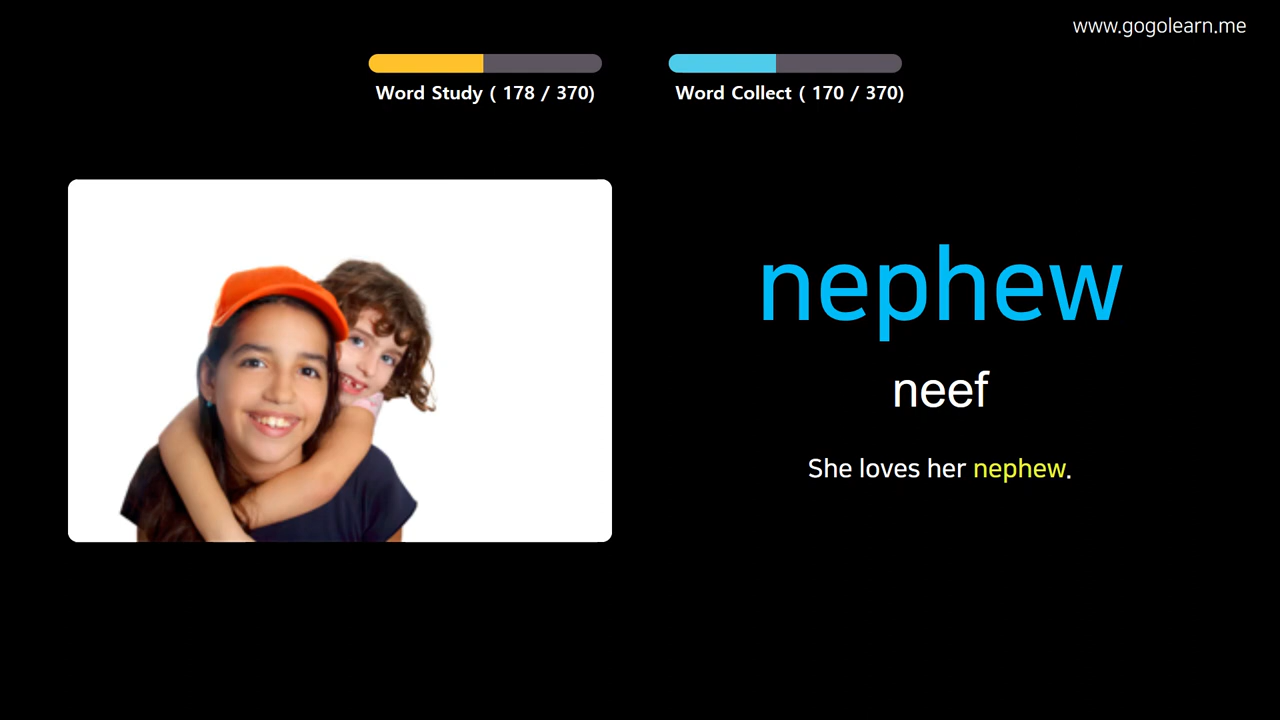 www.gogolearn.me
Word Study ( 178 / 370)
Word Collect ( 170 / 370)
nephew
neef
She loves her nephew.